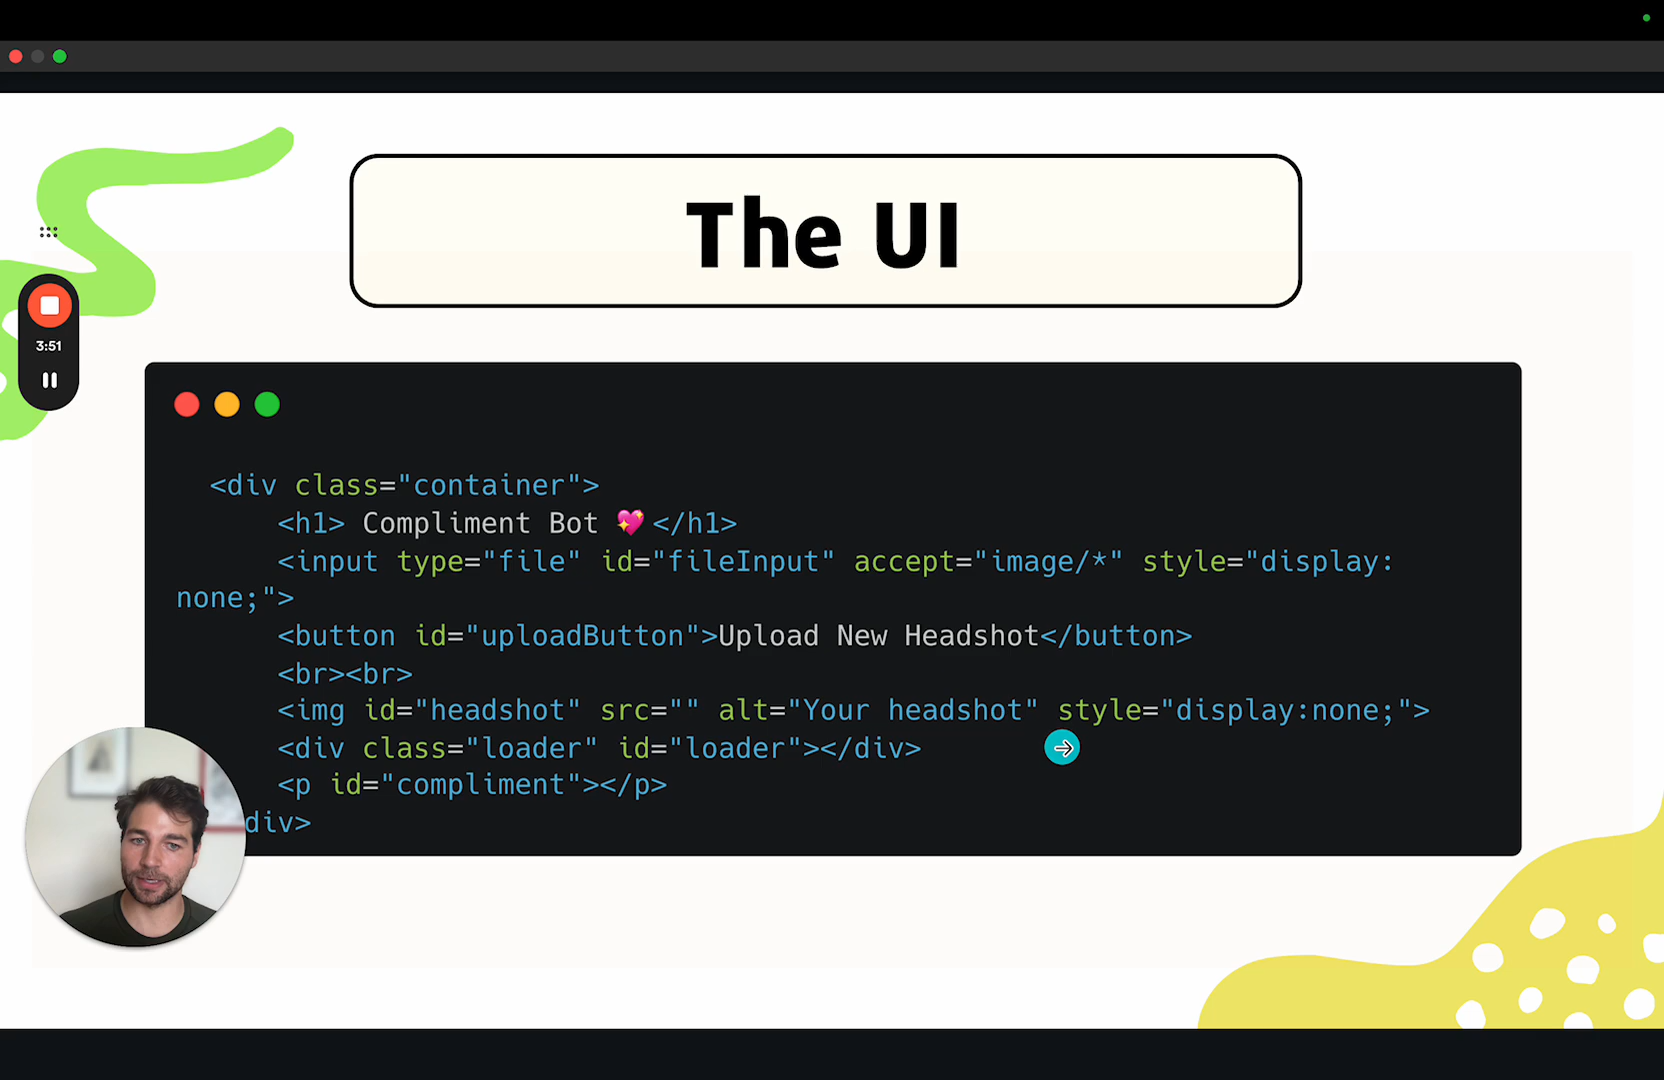 The UI
3:51
<div class="container">
<h1> Compliment Bot 💖</h1>
<input type="file" id="fileInput" accept="image/*" style="display:
none;">
<button id="uploadButton">Upload New Headshot</button>
<br><br>
<img id="headshot" src="" alt="Your headshot" style="display:none;">
<div class="loader" id="loader"></div>
<p id="compliment"></p>
div>